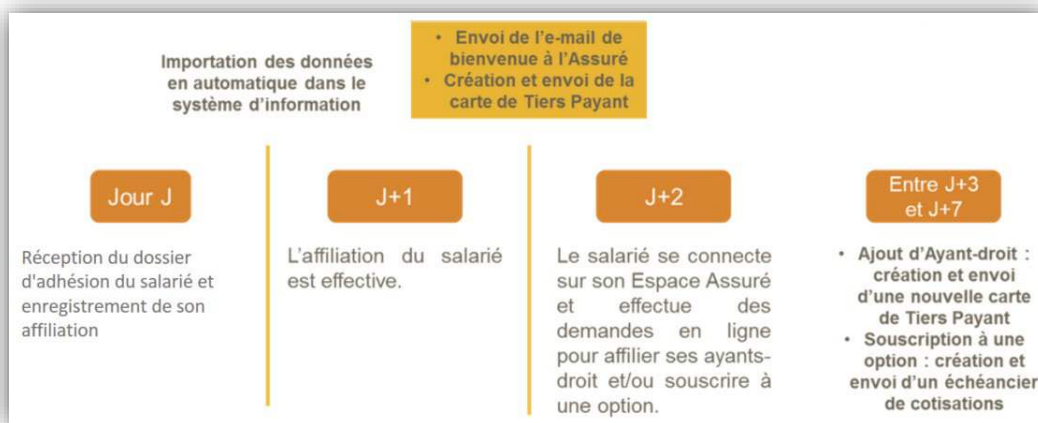 Importation des données
en automatique dans le
système d'information
• Envoi de l'e-mail de
bienvenue à l'Assuré
• Création et envoi de la
carte de Tiers Payant
Jour J
Réception du dossier
d'adhésion du salarié et
enregistrement de son
affiliation
J+1
L'affiliation du salarié
est effective.
J+2
Le salarié se connecte
sur son Espace Assuré
et effectue des
demandes en ligne
pour affilier ses ayants-
droit et/ou souscrire à
une option.
Entre J+3
et J+7
• Ajout d'Ayant-droit :
création et envoi
d'une nouvelle carte
de Tiers Payant
• Souscription à une
option : création et
envoi d'un échéancier
de cotisations